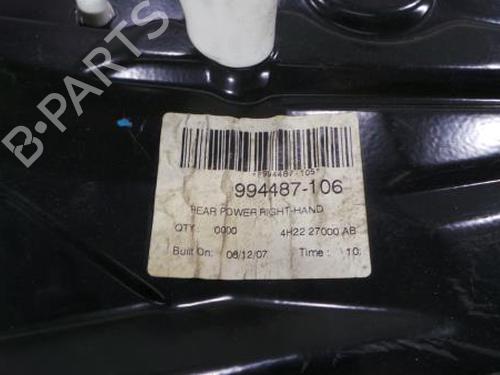 B-PARTS
*F994487-105*
994487-106
REAR POWER RIGHT-HAND
QTY: 0000 4H22 27000 AB
Built On: 06/12/07 Time : 10: